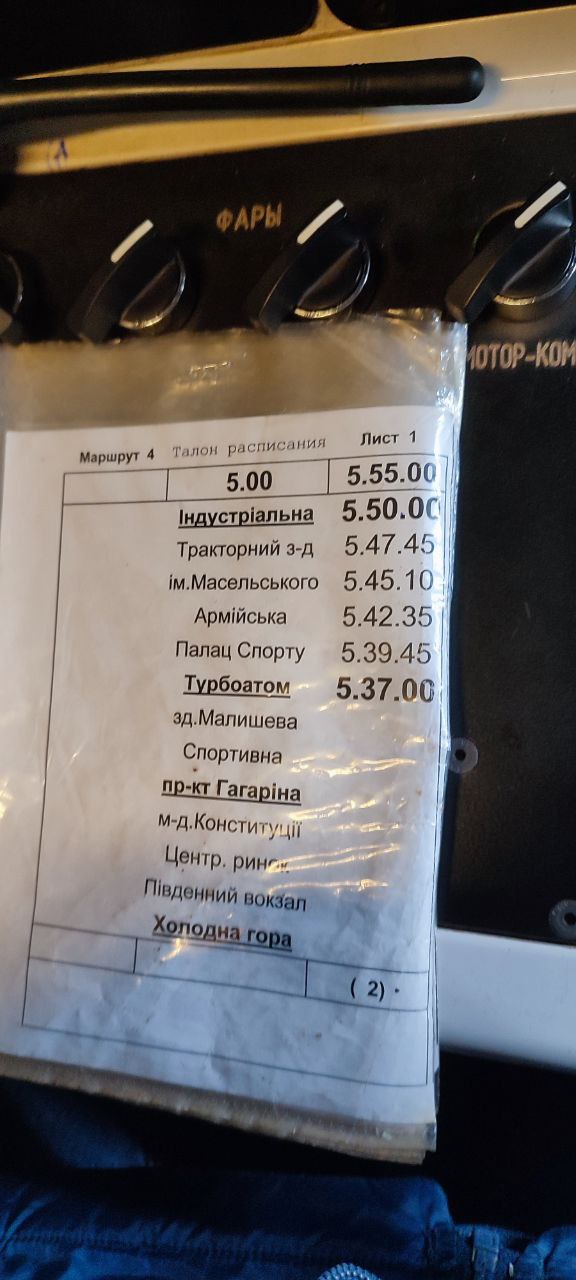 ФАРЫ
МОТОР-КОМ
Маршрут 4 Талон расписания Лист 1
5.00 5.55.00
Індустріальна 5.50.00
Тракторний з-д 5.47.45
ім.Масельського 5.45.10
Армійська 5.42.35
Палац Спорту 5.39.45
Турбоатом 5.37.00
зд.Малишева
Спортивна
пр-кт Гагаріна
м-д.Конституції
Центр. ринок
Південний вокзал
Холодна гора
( 2) ·